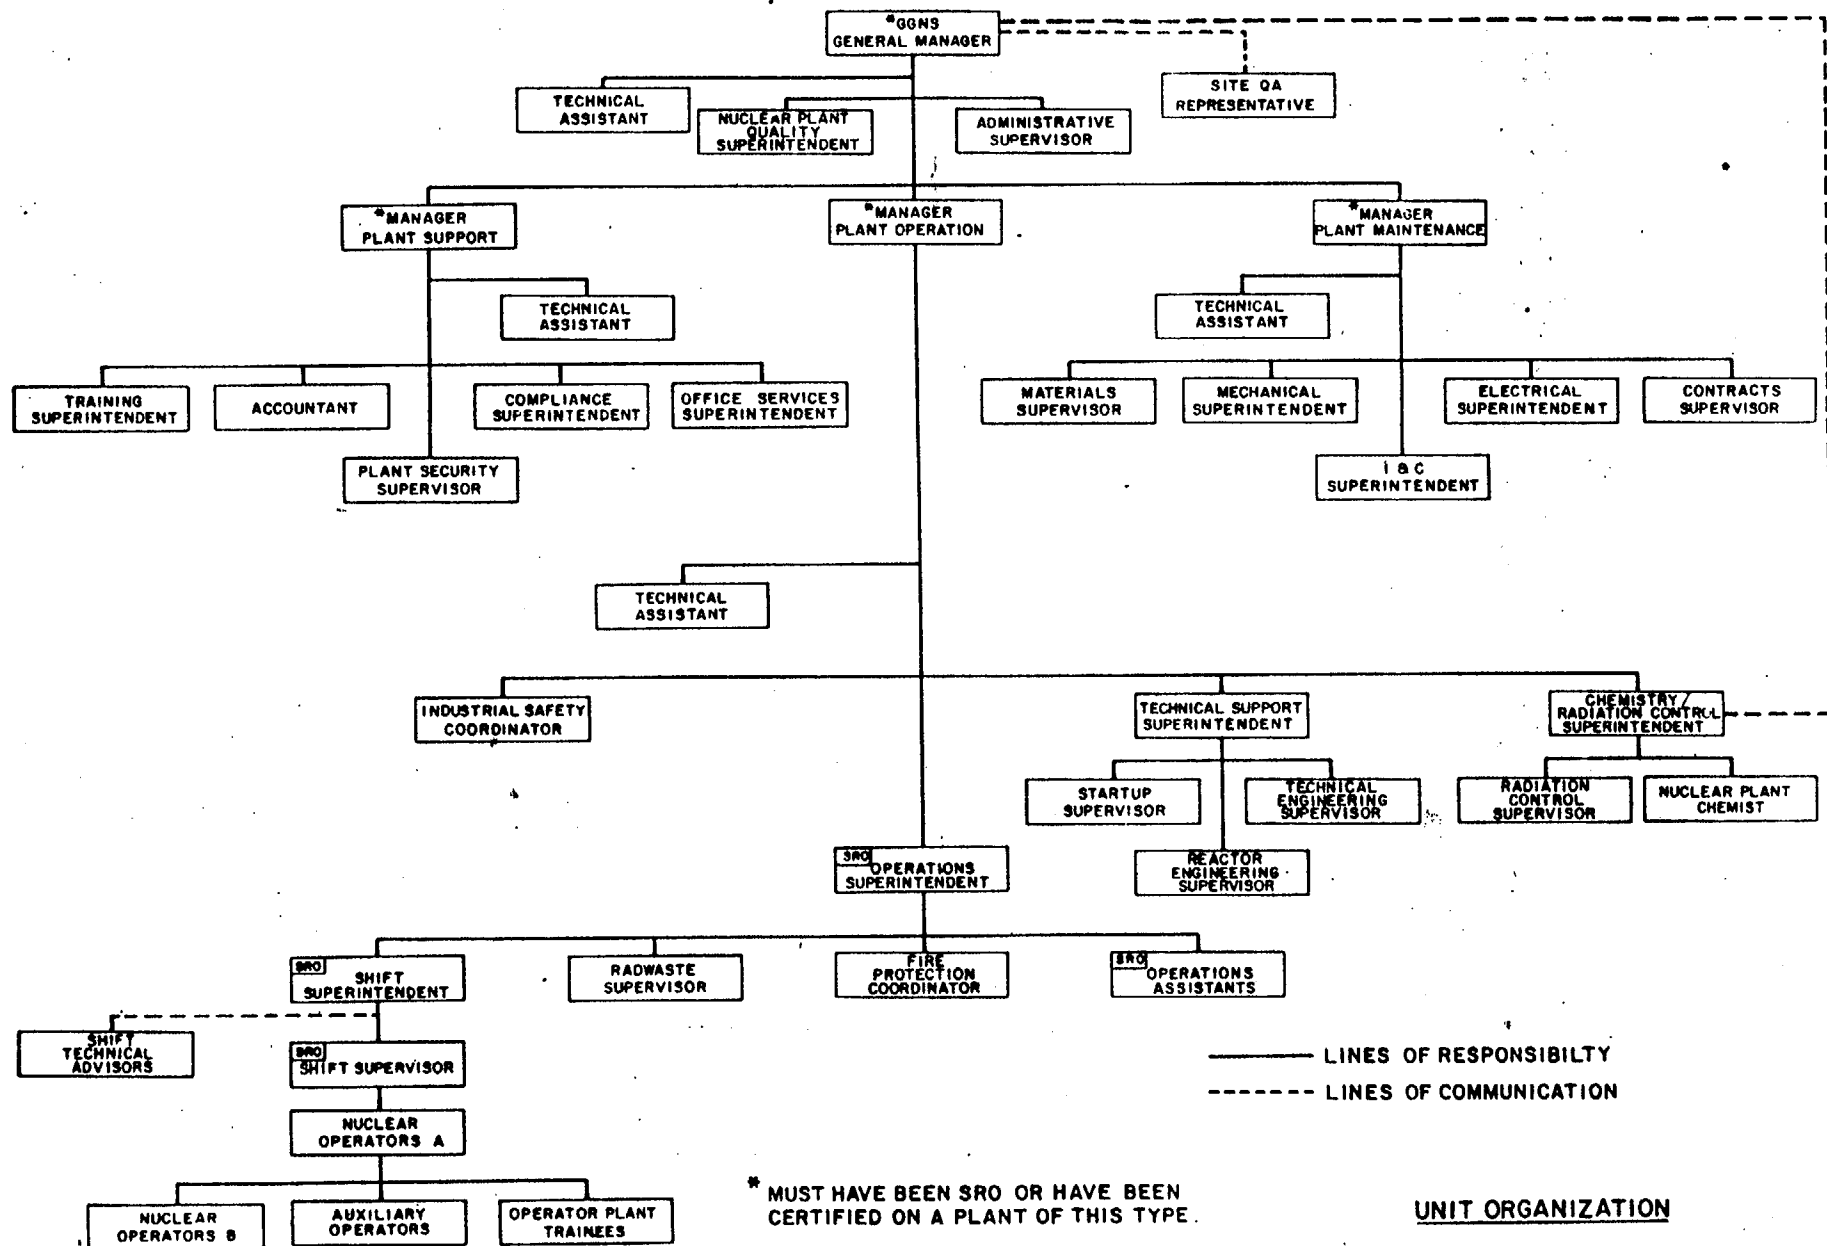 *GGNS
GENERAL MANAGER
TECHNICAL
ASSISTANT
NUCLEAR PLANT
QUALITY
SUPERINTENDENT
ADMINISTRATIVE
SUPERVISOR
SITE QA
REPRESENTATIVE
*MANAGER
PLANT SUPPORT
*MANAGER
PLANT OPERATION
*MANAGER
PLANT MAINTENANCE
TECHNICAL
ASSISTANT
TECHNICAL
ASSISTANT
TRAINING
SUPERINTENDENT
ACCOUNTANT
COMPLIANCE
SUPERINTENDENT
OFFICE SERVICES
SUPERINTENDENT
MATERIALS
SUPERVISOR
MECHANICAL
SUPERINTENDENT
ELECTRICAL
SUPERINTENDENT
CONTRACTS
SUPERVISOR
PLANT SECURITY
SUPERVISOR
I & C
SUPERINTENDENT
TECHNICAL
ASSISTANT
INDUSTRIAL SAFETY
COORDINATOR
TECHNICAL SUPPORT
SUPERINTENDENT
CHEMISTRY/
RADIATION CONTROL
SUPERINTENDENT
STARTUP
SUPERVISOR
TECHNICAL
ENGINEERING
SUPERVISOR
RADIATION
CONTROL
SUPERVISOR
NUCLEAR PLANT
CHEMIST
SRO
OPERATIONS
SUPERINTENDENT
REACTOR
ENGINEERING
SUPERVISOR
SRO
SHIFT
SUPERINTENDENT
RADWASTE
SUPERVISOR
FIRE
PROTECTION
COORDINATOR
SRO
OPERATIONS
ASSISTANTS
SHIFT
TECHNICAL
ADVISORS
SRO
SHIFT SUPERVISOR
LINES OF RESPONSIBILTY
LINES OF COMMUNICATION
NUCLEAR
OPERATORS A
NUCLEAR
OPERATORS B
AUXILIARY
OPERATORS
OPERATOR PLANT
TRAINEES
* MUST HAVE BEEN SRO OR HAVE BEEN
CERTIFIED ON A PLANT OF THIS TYPE.
UNIT ORGANIZATION